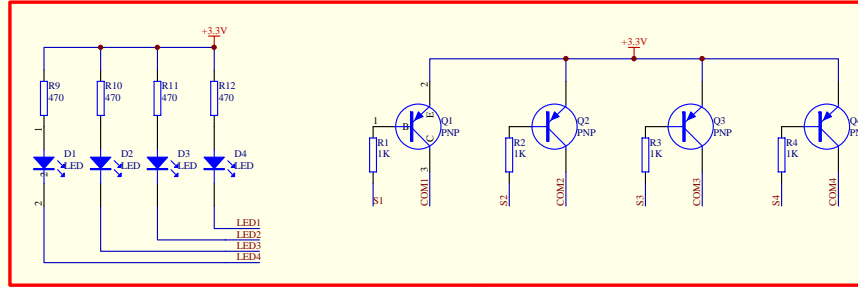 +3.3V
R9
470
R10
470
R11
470
R12
470
1
D1
LED
D2
LED
D3
LED
D4
LED
2
2
LED1
LED2
LED3
LED4
+3.3V
2
1
B
E
C
3
Q1
PNP
Q2
PNP
Q3
PNP
PNP
R1
1K
R2
1K
R3
1K
R4
1K
S1
COM1
S2
COM2
S3
COM3
S4
COM4